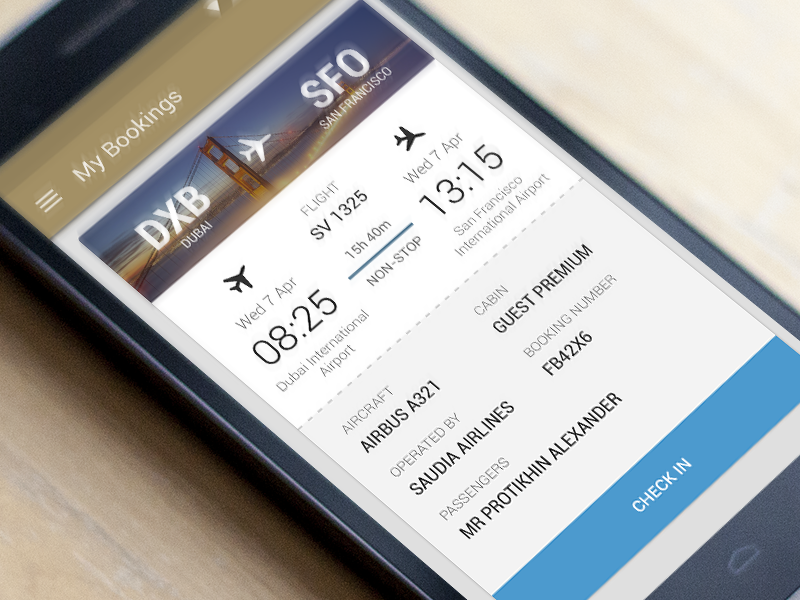 My Bookings
DXB
DUBAI
SFO
SAN FRANCISCO
FLIGHT
SV 1325
Wed 7 Apr
08:25
Dubai International
Airport
15h 40m
NON-STOP
Wed 7 Apr
13:15
San Francisco
International Airport
AIRCRAFT
AIRBUS A321
CABIN
GUEST PREMIUM
OPERATED BY
SAUDIA AIRLINES
BOOKING NUMBER
FB42X6
PASSENGERS
MR PROTIKHIN ALEXANDER
CHECK IN